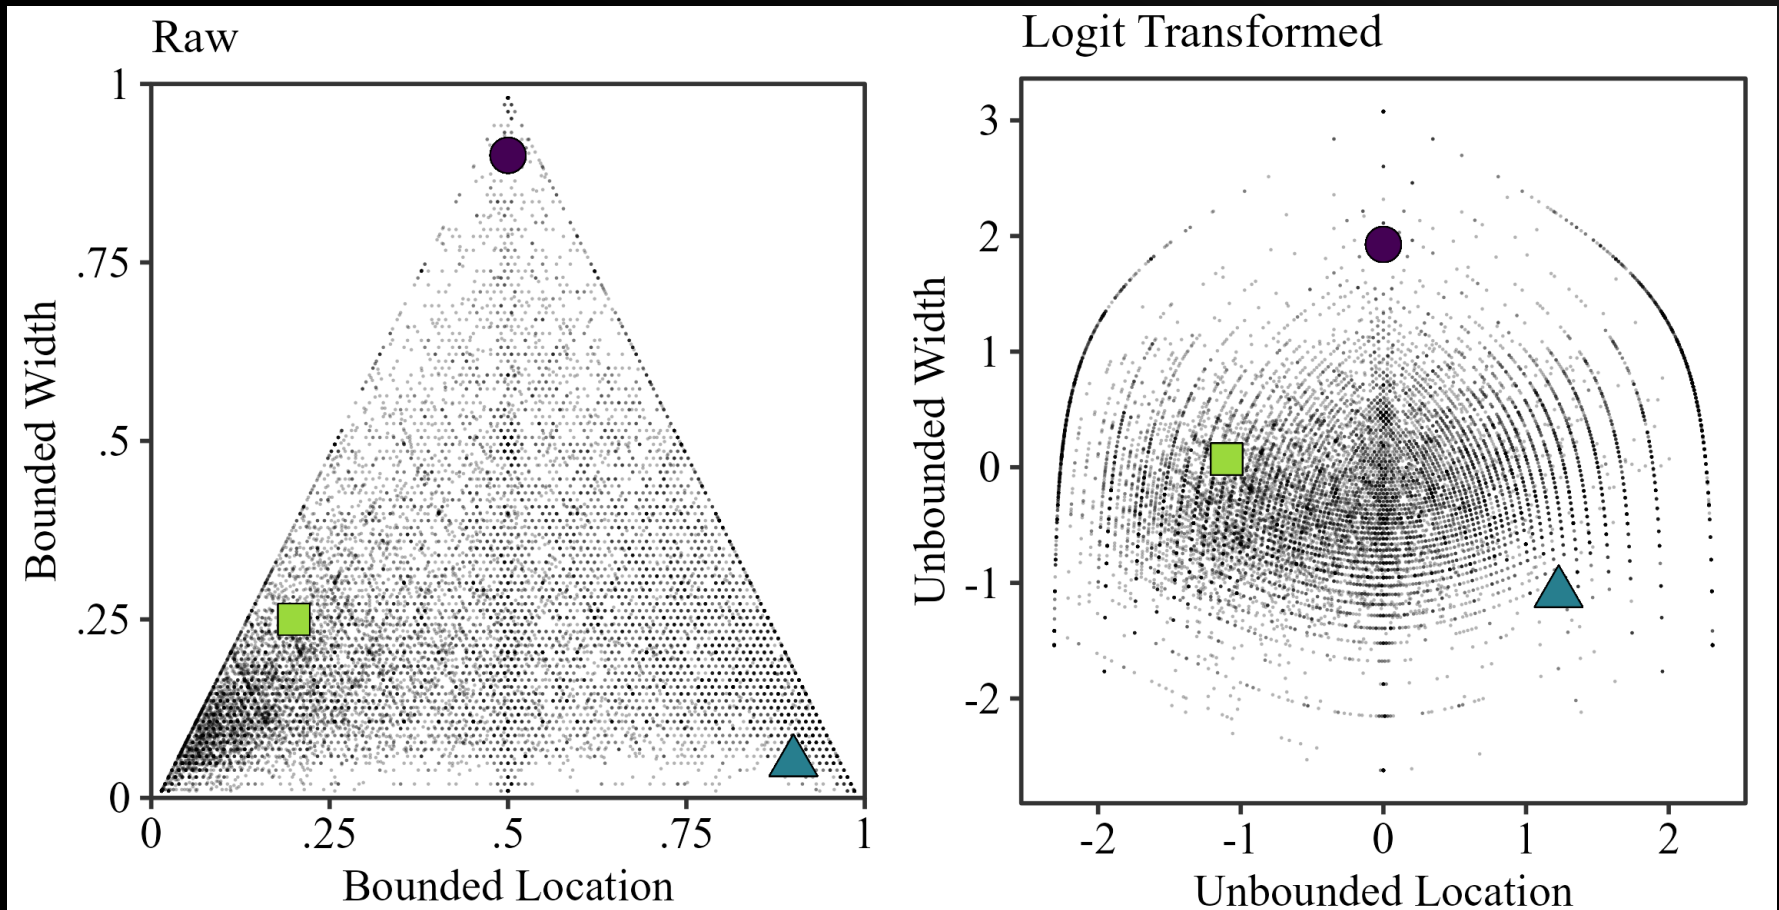 Raw
1
.75
.5
.25
0
0 .25 .5 .75 1
Bounded Width
Bounded Location
Logit Transformed
3
2
1
0
-1
-2
-2 -1 0 1 2
Unbounded Width
Unbounded Location